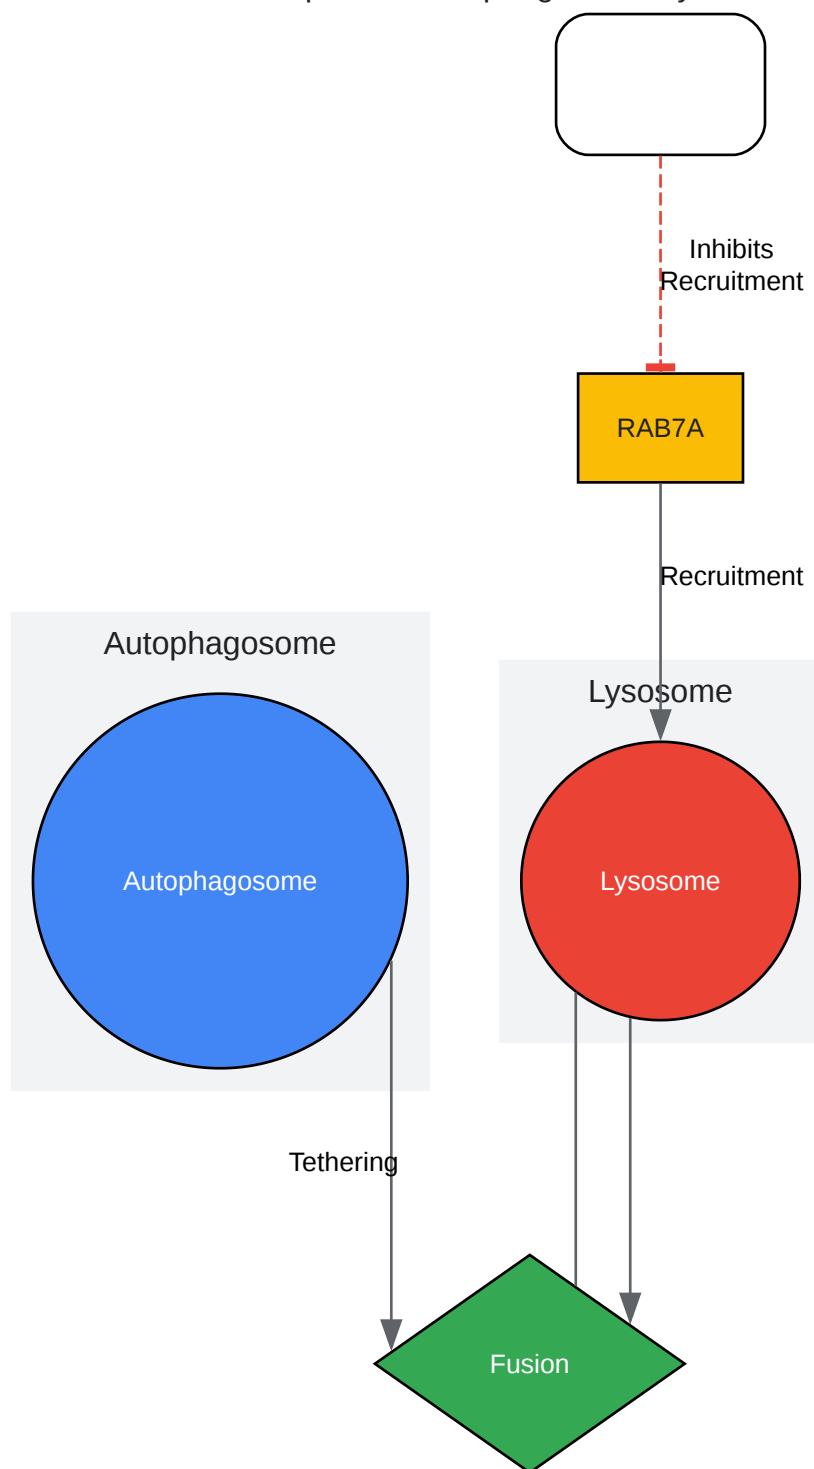 Inhibits
Recruitment
RAB7A
Recruitment
Autophagosome
Lysosome
Autophagosome
Lysosome
Tethering
Fusion